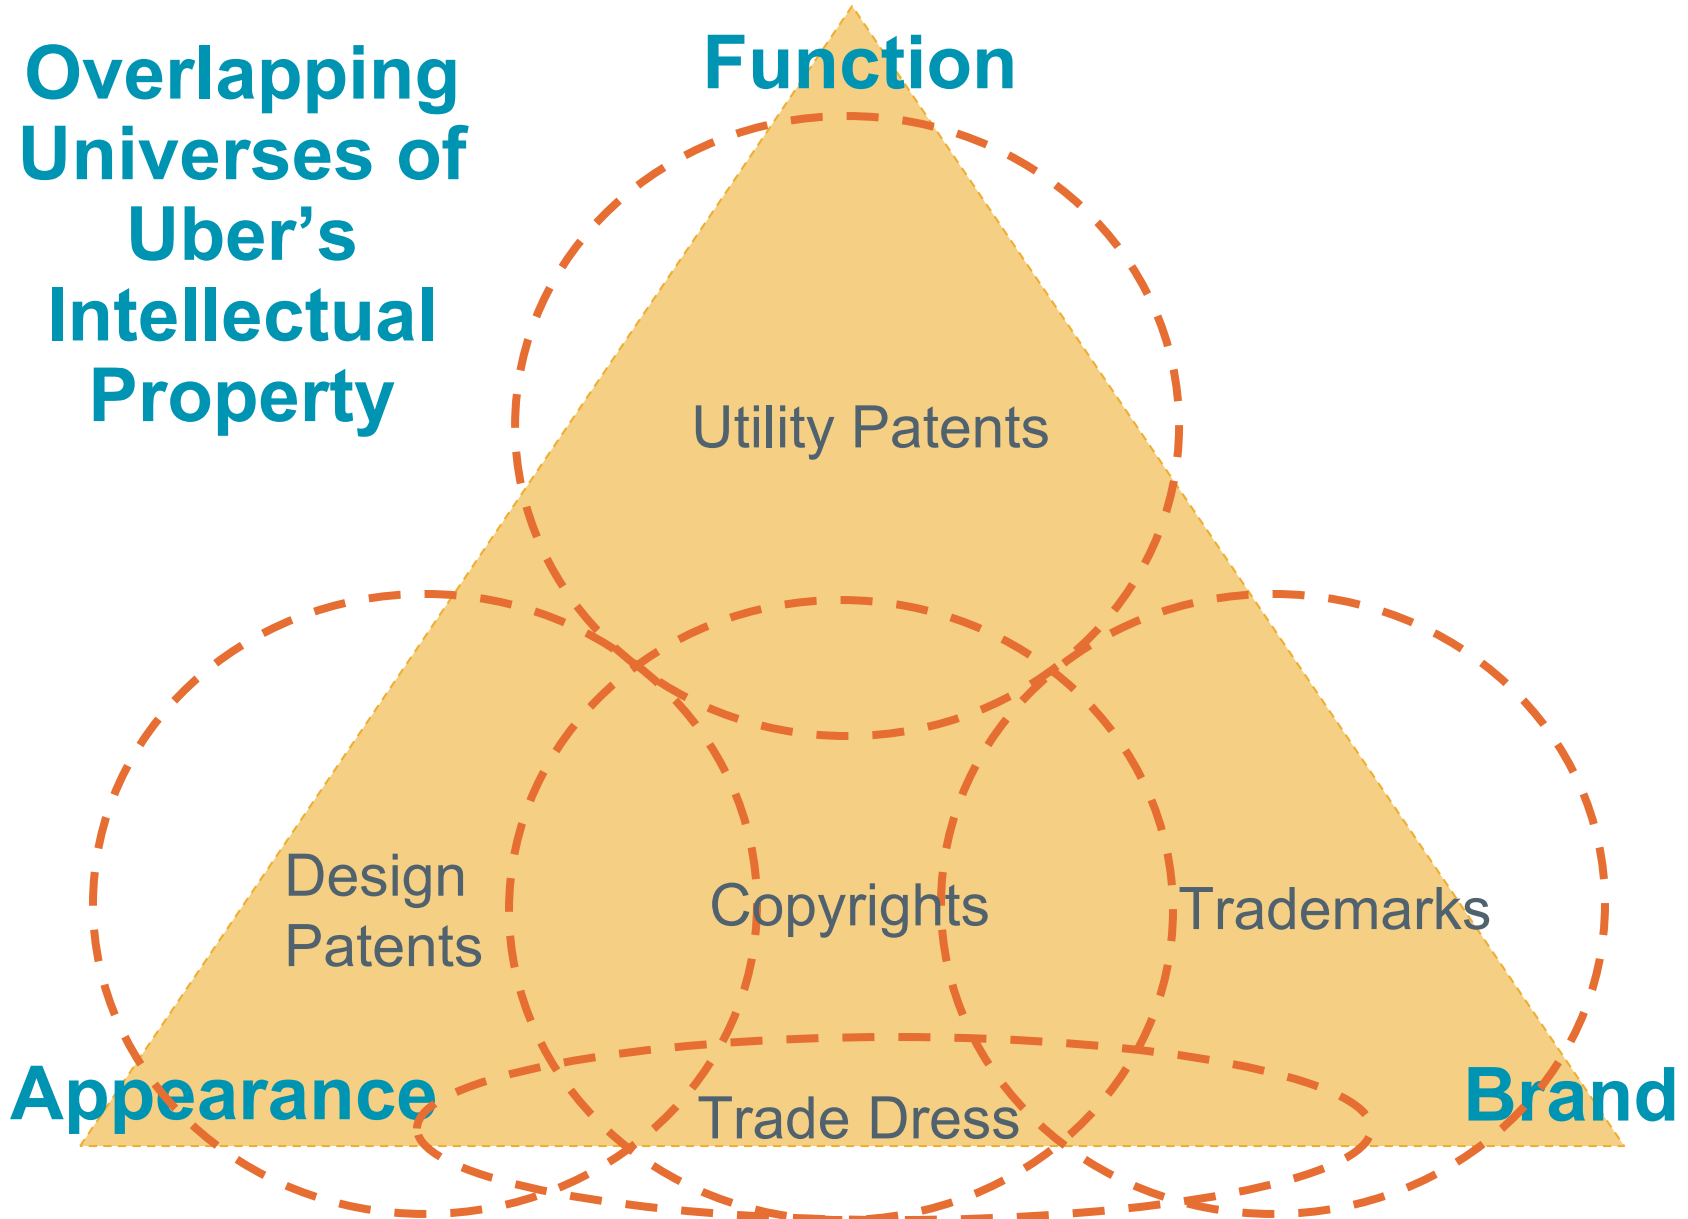 Overlapping
Universes of
Uber’s
Intellectual
Property
Function
Utility Patents
Design
Patents
Copyrights
Trademarks
Appearance
Brand
Trade Dress